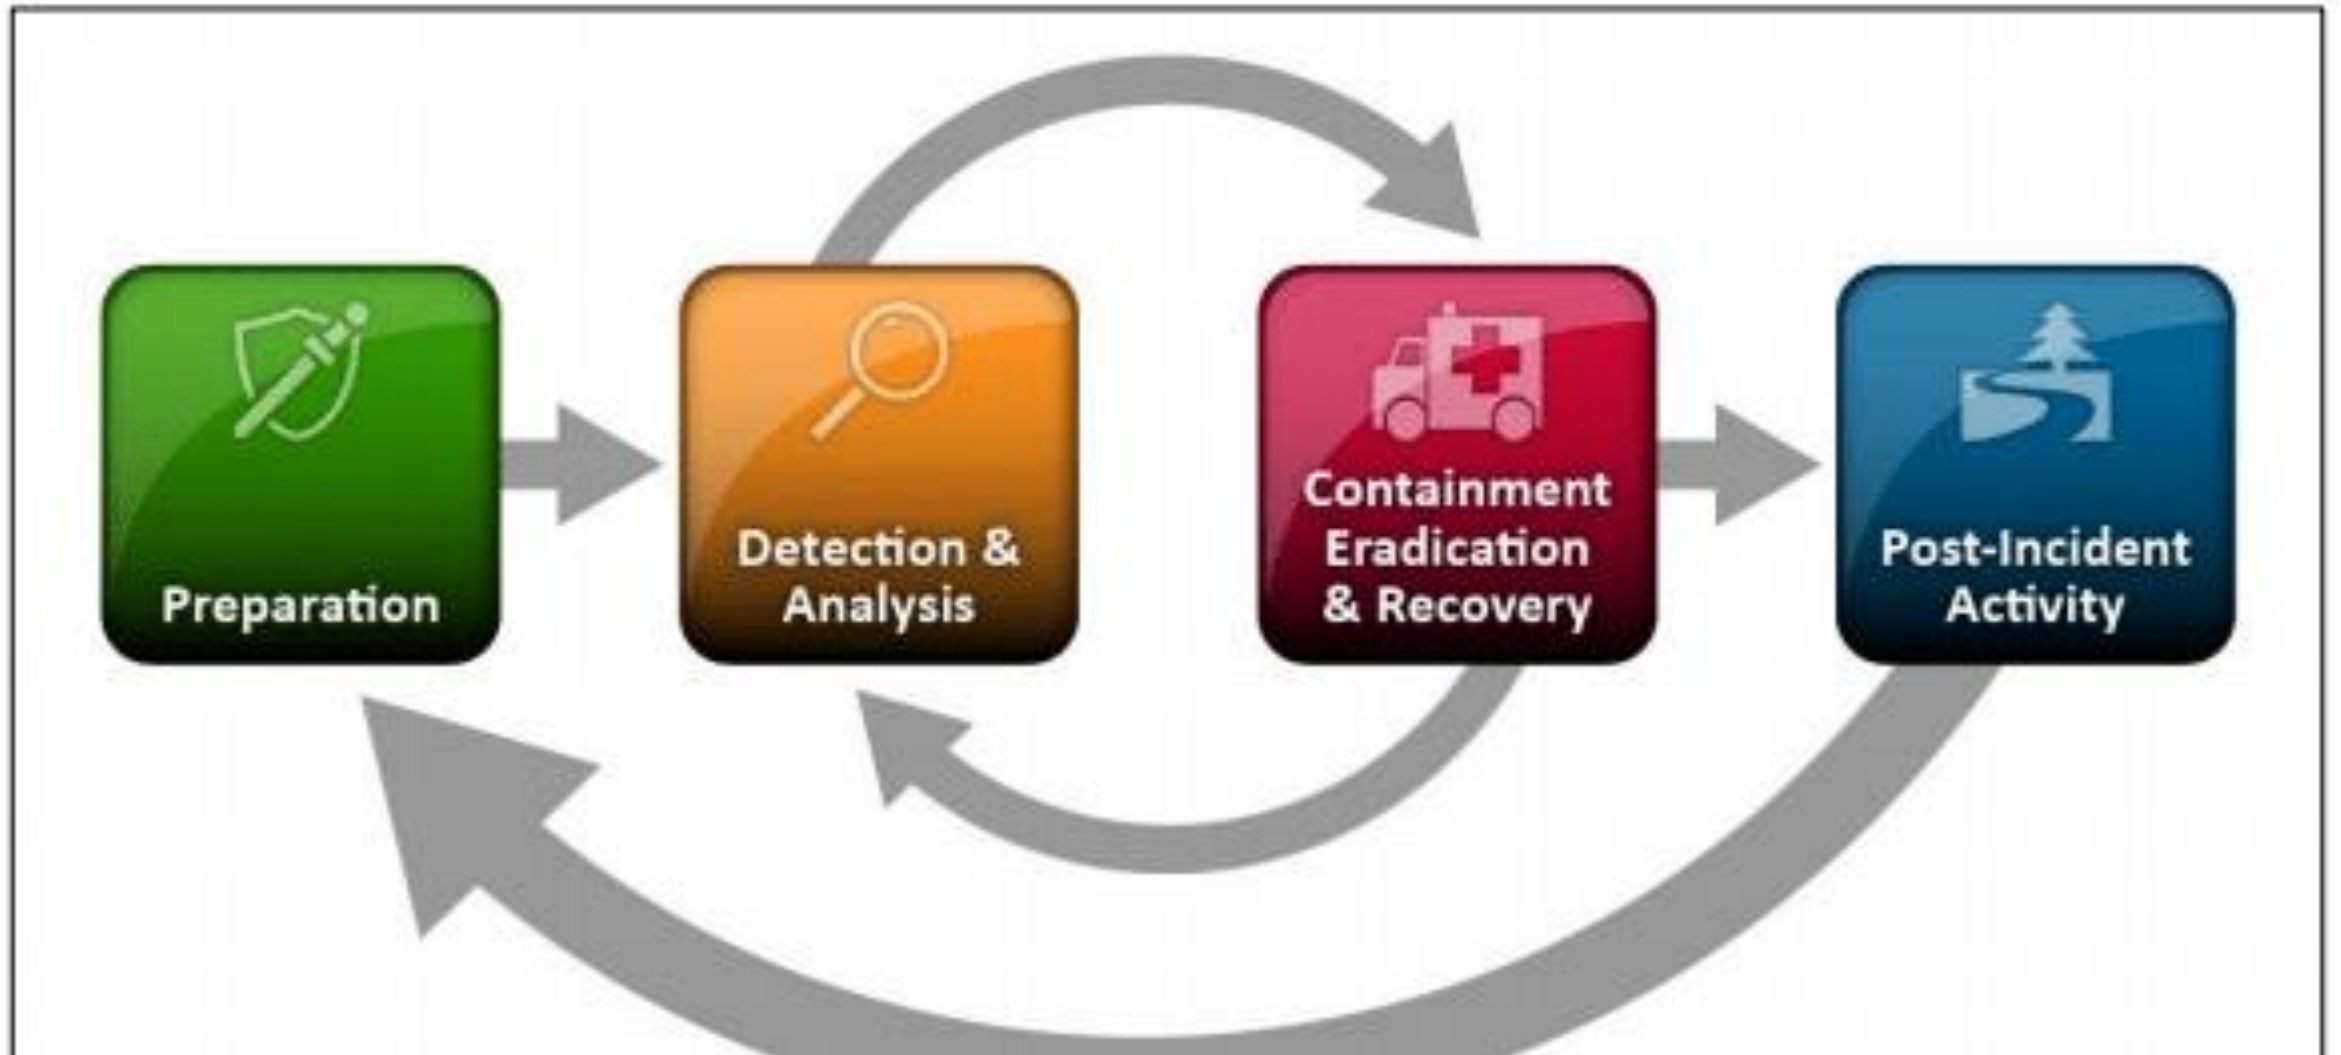 Preparation
Detection &
Analysis
Containment
Eradication
& Recovery
Post-Incident
Activity